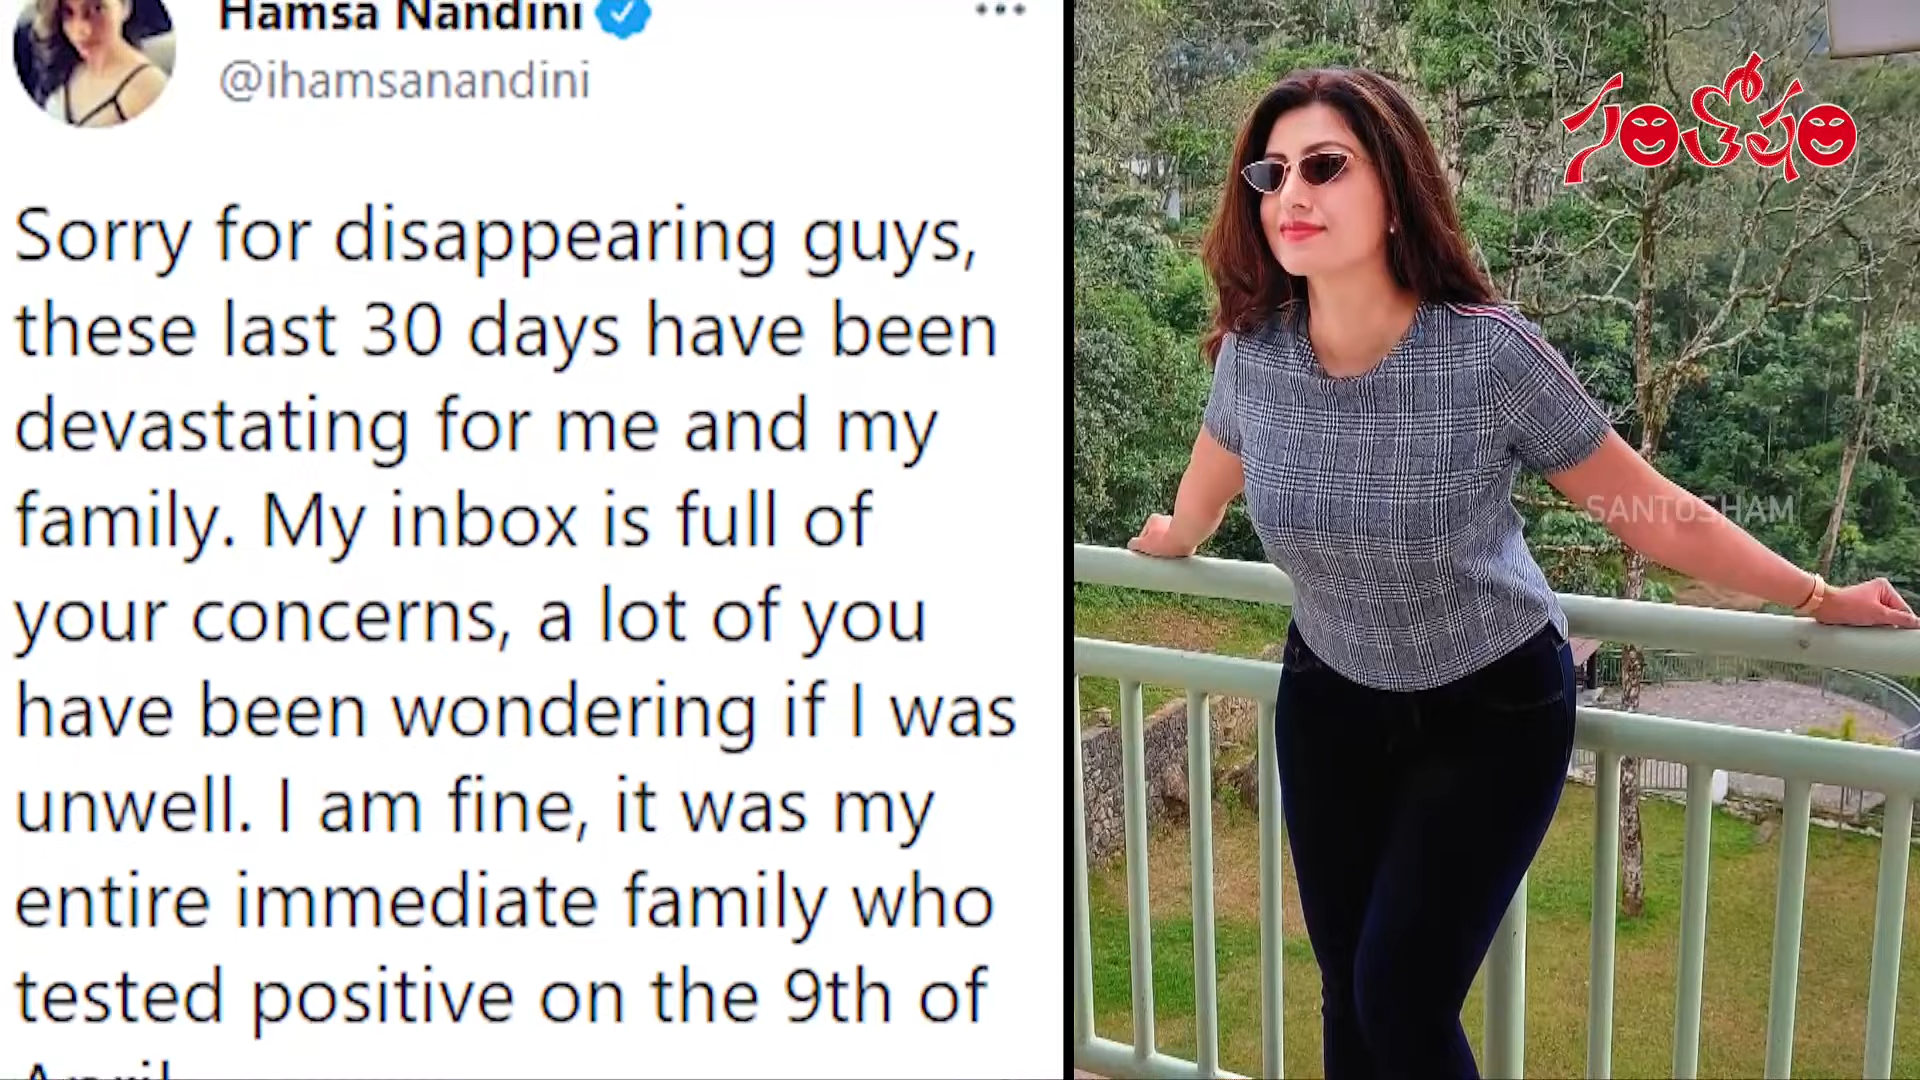 Hamsa Nandini
@ihamsanandini
Sorry for disappearing guys,
these last 30 days have been
devastating for me and my
family. My inbox is full of
your concerns, a lot of you
have been wondering if I was
unwell. I am fine, it was my
entire immediate family who
tested positive on the 9th of
April
సంతోషం
SANTOSHAM